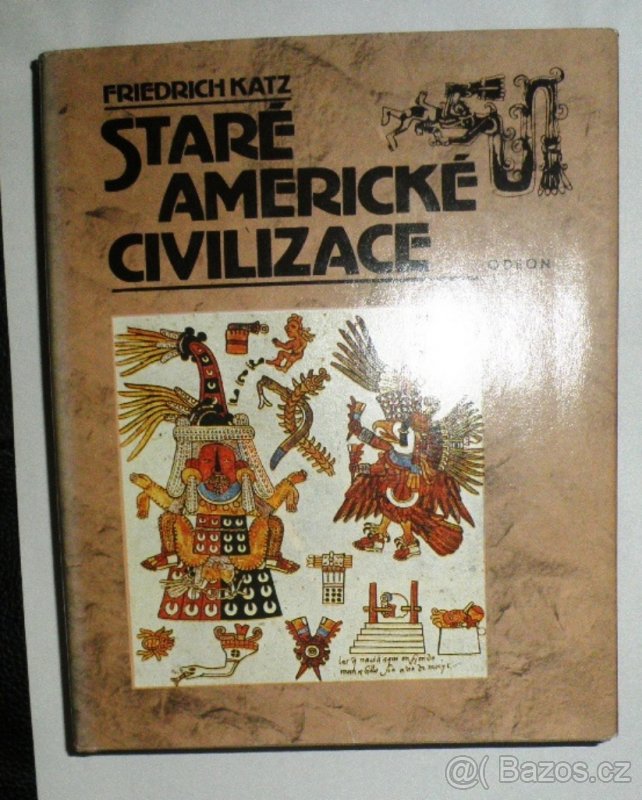 FRIEDRICH KATZ
STARÉ
AMERICKÉ
CIVILIZACE
ODEON
@( Bazos.cz